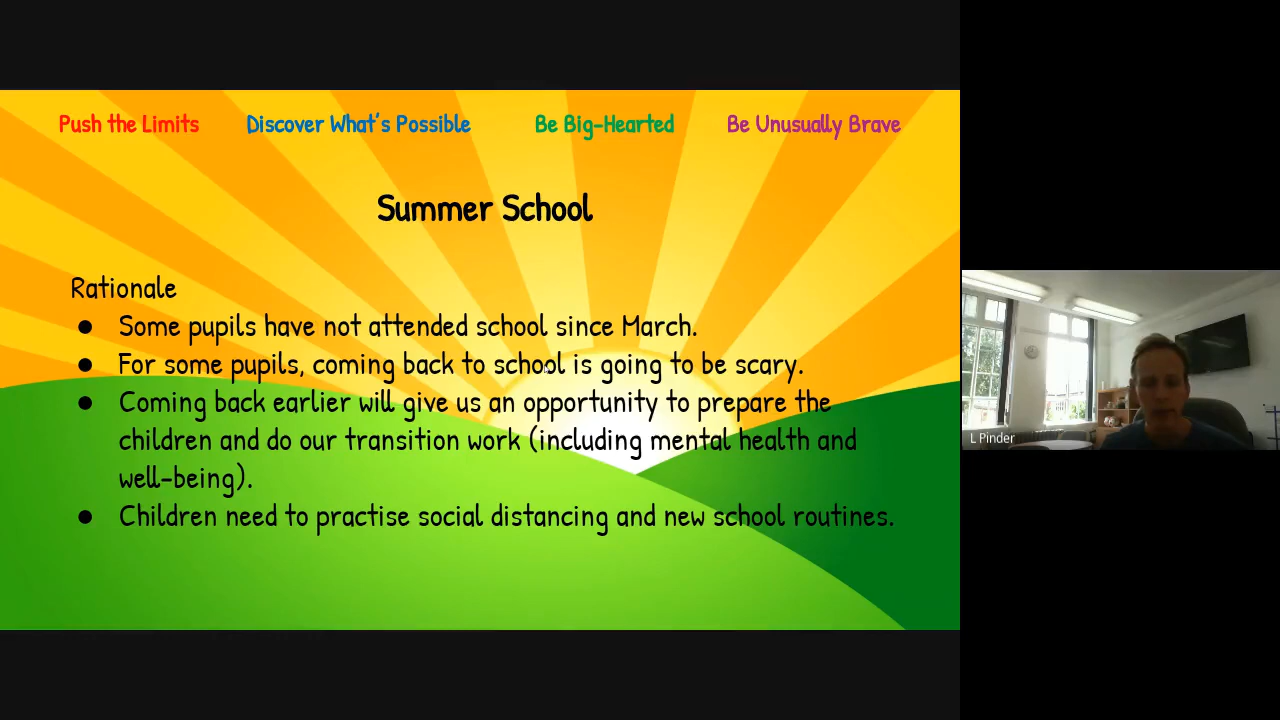 Push the Limits Discover What's Possible Be Big-Hearted Be Unusually Brave
Summer School
Rationale
● Some pupils have not attended school since March.
● For some pupils, coming back to school is going to be scary.
● Coming back earlier will give us an opportunity to prepare the
children and do our transition work (including mental health and
well-being).
● Children need to practise social distancing and new school routines.
L Pinder